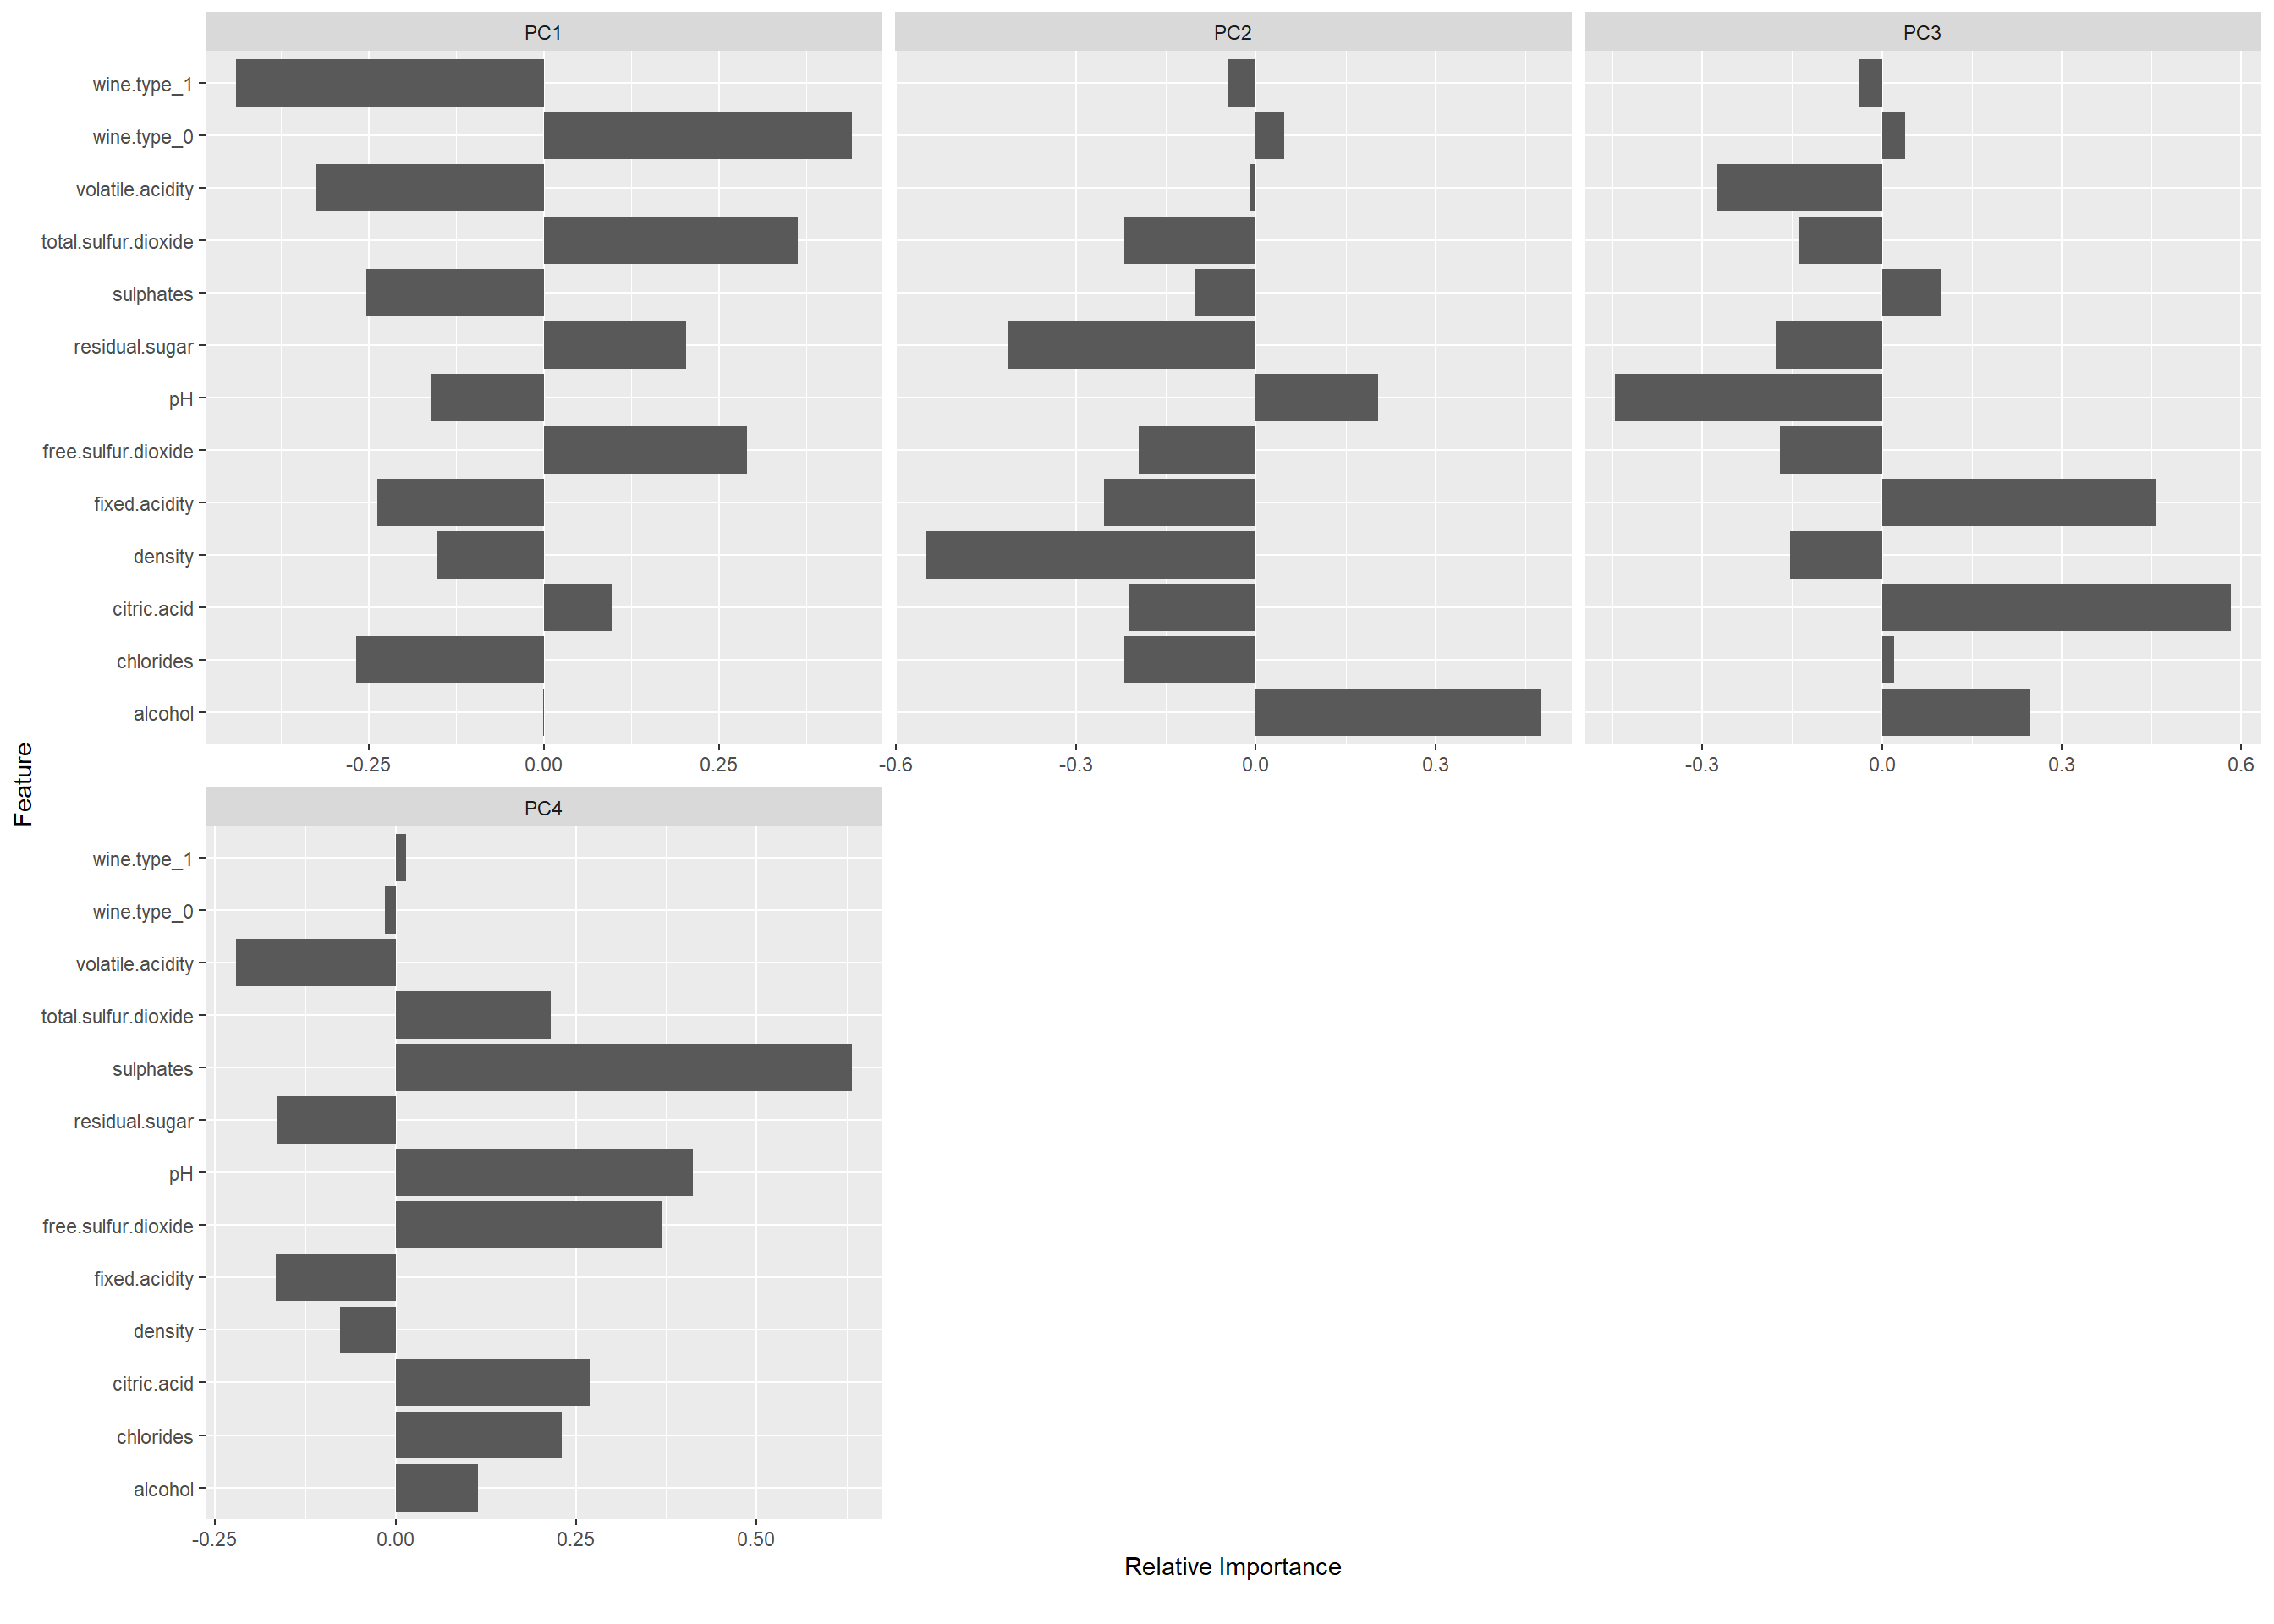 PC1
PC2
PC3
wine.type_1
wine.type_0
volatile.acidity
total.sulfur.dioxide
sulphates
residual.sugar
pH
free.sulfur.dioxide
fixed.acidity
density
citric.acid
chlorides
alcohol
-0.25 0.00 0.25
-0.6 -0.3 0.0 0.3
-0.3 0.0 0.3 0.6
Feature
PC4
wine.type_1
wine.type_0
volatile.acidity
total.sulfur.dioxide
sulphates
residual.sugar
pH
free.sulfur.dioxide
fixed.acidity
density
citric.acid
chlorides
alcohol
-0.25 0.00 0.25 0.50
Relative Importance